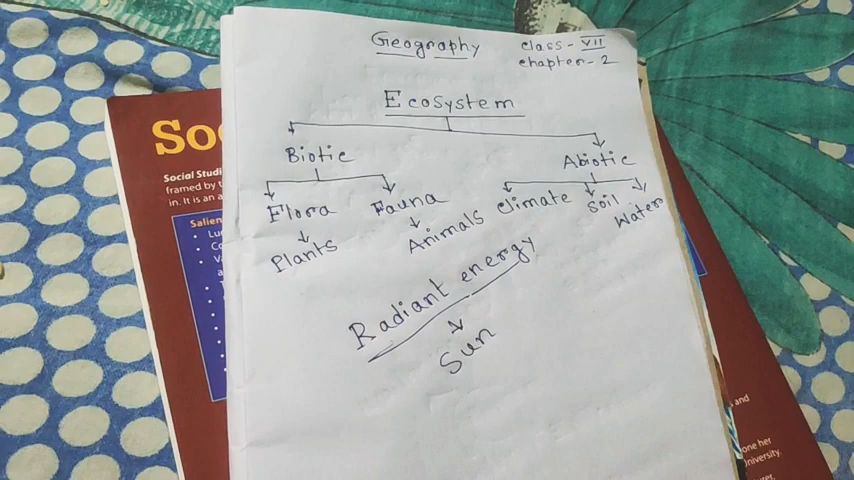 Geography
class - VII
chapter - 2
Ecosystem
Biotic
Abiotic
Flora
Fauna
climate
soil
Water
Plants
Animals
Radiant energy
Sun
Soc
Social Studi
framed by
in. It is an
Salien
and
one her
University.